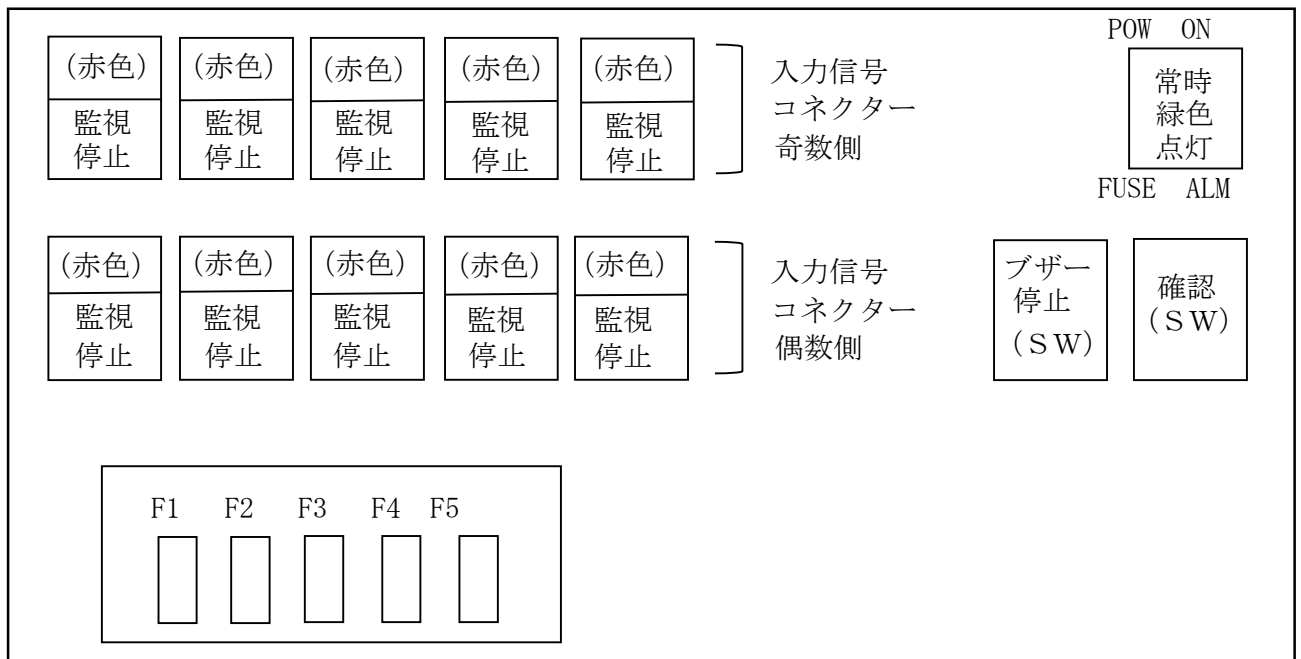 POW ON
(赤色) (赤色) (赤色) (赤色) (赤色)
監視 監視 監視 監視 監視
停止 停止 停止 停止 停止
入力信号
コネクター
奇数側
常時
緑色
点灯
FUSE ALM
(赤色) (赤色) (赤色) (赤色) (赤色)
監視 監視 監視 監視 監視
停止 停止 停止 停止 停止
入力信号
コネクター
偶数側
ブザー
停止
(ＳＷ)
確認
(ＳＷ)
F1 F2 F3 F4 F5